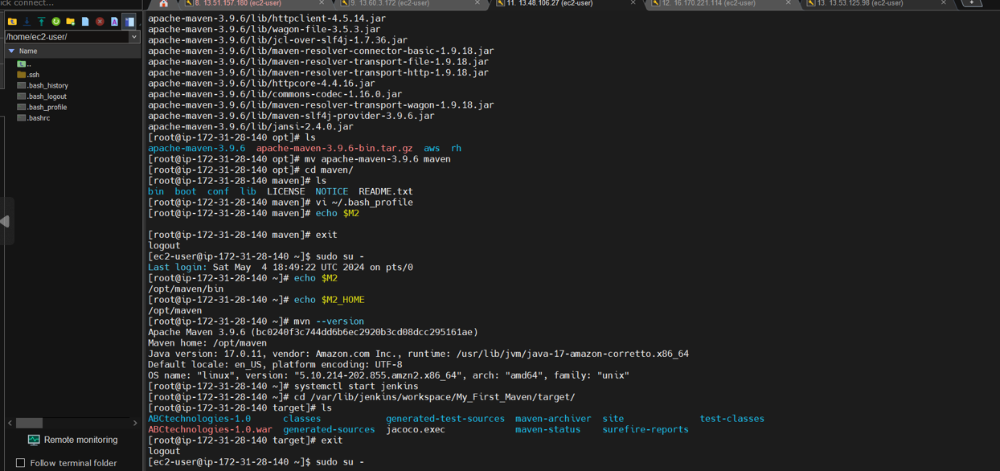 ick connect...
8. 13.51.157.180 (ec2-user)
9. 13.60.3.172 (ec2-user)
11. 13.48.106.27 (ec2-user)
12. 16.170.221.114 (ec2-user)
13. 13.53.125.98 (ec2-user)
/home/ec2-user/
Name
..
.ssh
.bash_history
.bash_logout
.bash_profile
.bashrc
Remote monitoring
Follow terminal folder
apache-maven-3.9.6/lib/httpclient-4.5.14.jar
apache-maven-3.9.6/lib/wagon-file-3.5.3.jar
apache-maven-3.9.6/lib/jcl-over-slf4j-1.7.36.jar
apache-maven-3.9.6/lib/maven-resolver-connector-basic-1.9.18.jar
apache-maven-3.9.6/lib/maven-resolver-transport-file-1.9.18.jar
apache-maven-3.9.6/lib/maven-resolver-transport-http-1.9.18.jar
apache-maven-3.9.6/lib/httpcore-4.4.16.jar
apache-maven-3.9.6/lib/commons-codec-1.16.0.jar
apache-maven-3.9.6/lib/maven-resolver-transport-wagon-1.9.18.jar
apache-maven-3.9.6/lib/maven-slf4j-provider-3.9.6.jar
apache-maven-3.9.6/lib/jansi-2.4.0.jar
[root@ip-172-31-28-140 opt]# ls
apache-maven-3.9.6  apache-maven-3.9.6-bin.tar.gz  aws  rh
[root@ip-172-31-28-140 opt]# mv apache-maven-3.9.6 maven
[root@ip-172-31-28-140 opt]# cd maven/
[root@ip-172-31-28-140 maven]# ls
bin  boot  conf  lib  LICENSE  NOTICE  README.txt
[root@ip-172-31-28-140 maven]# vi ~/.bash_profile
[root@ip-172-31-28-140 maven]# echo $M2
[root@ip-172-31-28-140 maven]# exit
logout
[ec2-user@ip-172-31-28-140 ~]$ sudo su -
Last login: Sat May  4 18:49:22 UTC 2024 on pts/0
[root@ip-172-31-28-140 ~]# echo $M2
/opt/maven/bin
[root@ip-172-31-28-140 ~]# echo $M2_HOME
/opt/maven
[root@ip-172-31-28-140 ~]# mvn --version
Apache Maven 3.9.6 (bc0240f3c744dd6b6ec2920b3cd08dcc295161ae)
Maven home: /opt/maven
Java version: 17.0.11, vendor: Amazon.com Inc., runtime: /usr/lib/jvm/java-17-amazon-corretto.x86_64
Default locale: en_US, platform encoding: UTF-8
OS name: "linux", version: "5.10.214-202.855.amzn2.x86_64", arch: "amd64", family: "unix"
[root@ip-172-31-28-140 ~]# systemctl start jenkins
[root@ip-172-31-28-140 ~]# cd /var/lib/jenkins/workspace/My_First_Maven/target/
[root@ip-172-31-28-140 target]# ls
ABCtechnologies-1.0      classes            generated-test-sources  maven-archiver  site              test-classes
ABCtechnologies-1.0.war  generated-sources  jacoco.exec             maven-status    surefire-reports
[root@ip-172-31-28-140 target]# exit
logout
[ec2-user@ip-172-31-28-140 ~]$ sudo su -